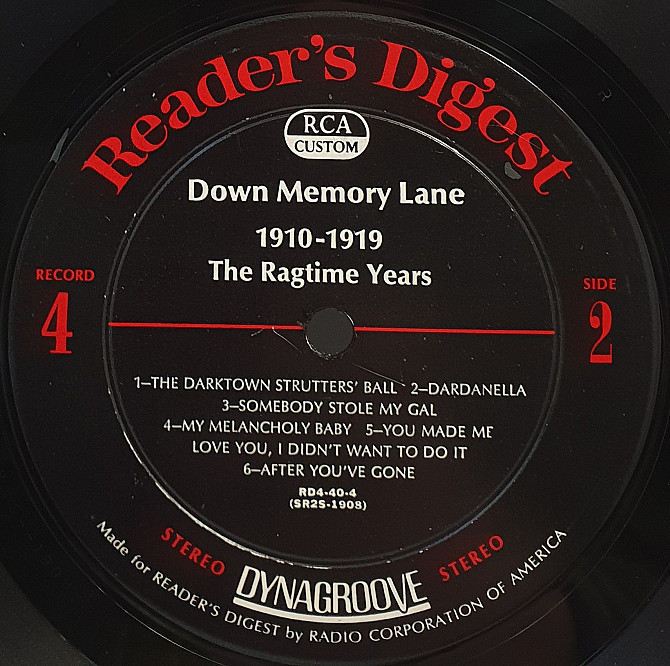 Reader's Digest
RCA
CUSTOM
Down Memory Lane
1910-1919
The Ragtime Years
RECORD
4
SIDE
2
1—THE DARKTOWN STRUTTERS' BALL 2—DARDANELLA
3—SOMEBODY STOLE MY GAL
4—MY MELANCHOLY BABY 5—YOU MADE ME
LOVE YOU, I DIDN'T WANT TO DO IT
6—AFTER YOU'VE GONE
RD4-40-4
(SR2S-1908)
STEREO DYNAGROOVE STEREO
Made for READER'S DIGEST by RADIO CORPORATION OF AMERICA